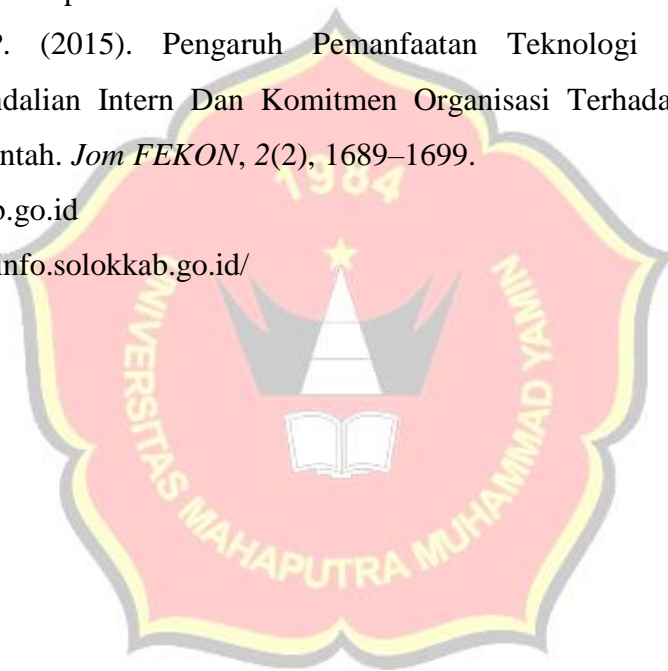 P. (2015). Pengaruh Pemanfaatan Teknologi
ndalian Intern Dan Komitmen Organisasi Terhada
ntah. Jom FEKON, 2(2), 1689–1699.
b.go.id
info.solokkab.go.id/
1984
UNIVERSITAS MAHAPUTRA MUHAMMAD YAMIN